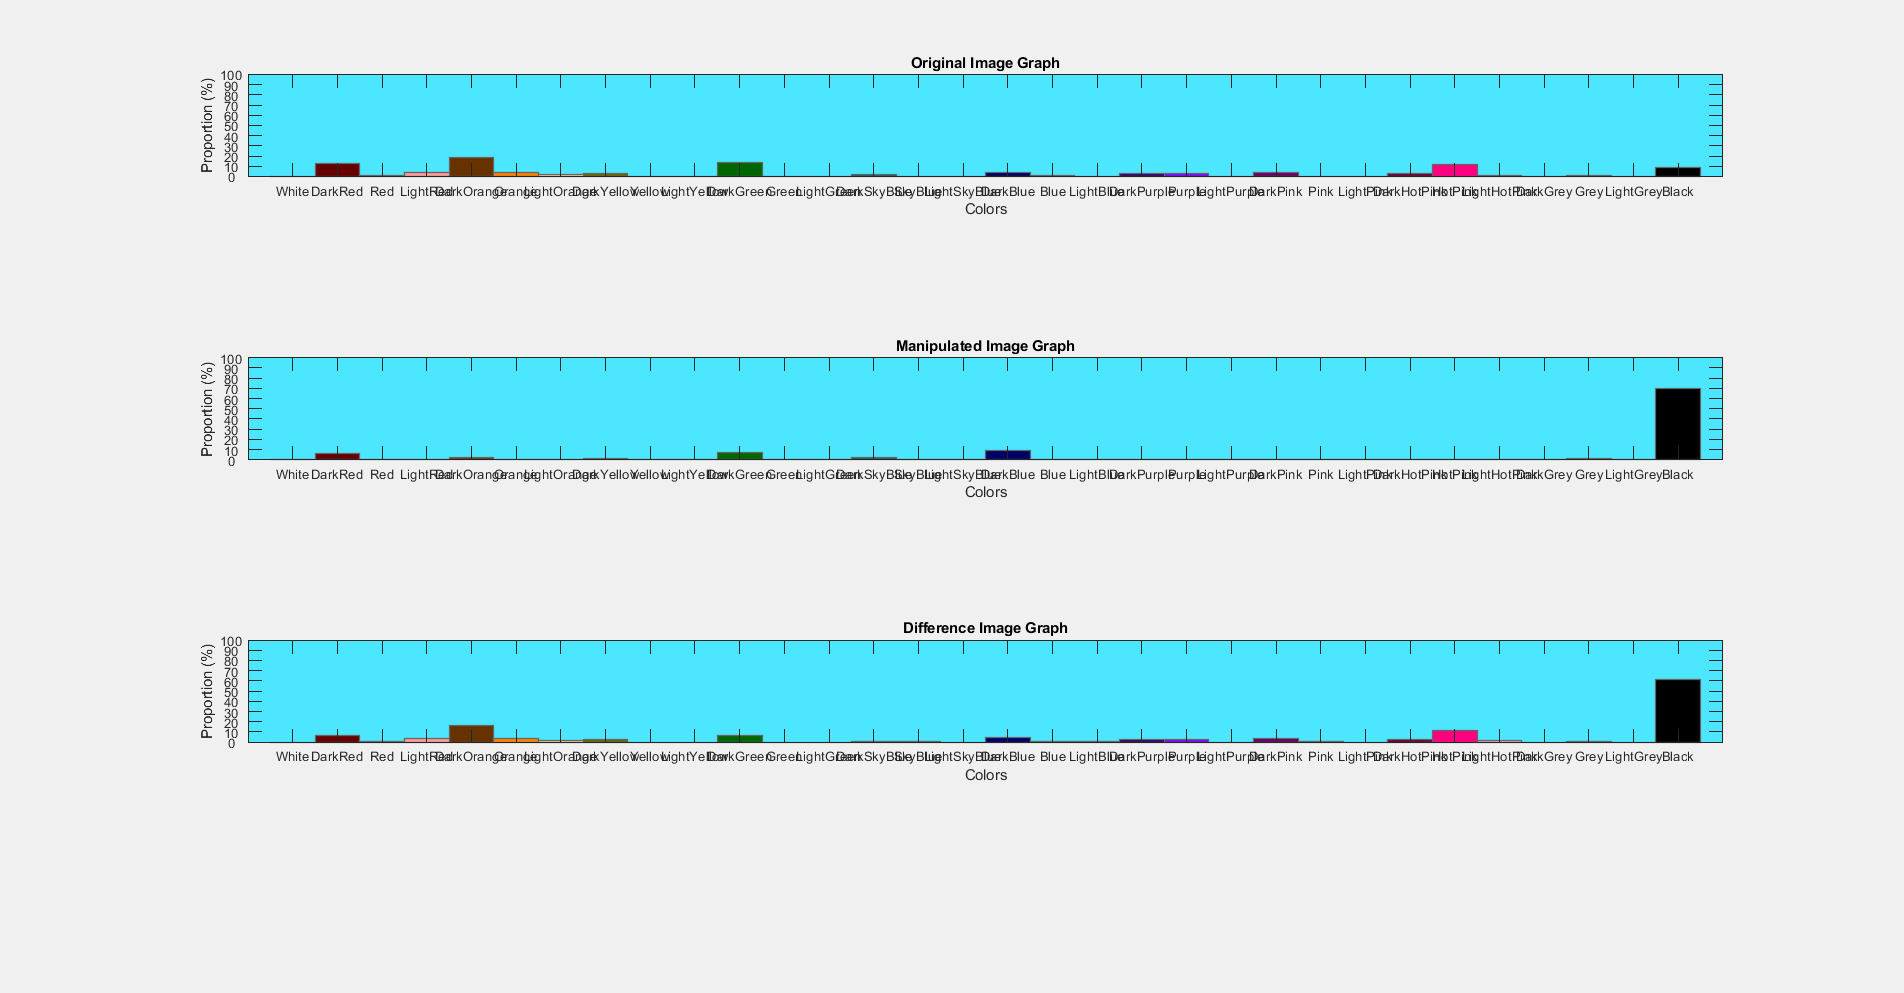 Original Image Graph
Proportion (%)
100
90
80
70
60
50
40
30
20
10
0
White DarkRed Red LightRed DarkOrange Orange LightOrange DarkYellow Yellow LightYellow DarkGreen Green LightGreen DarkSkyBlue SkyBlue LightSkyBlue DarkBlue Blue LightBlue DarkPurple Purple LightPurple DarkPink Pink LightPink DarkHotPink HotPink LightHotPink DarkGrey Grey LightGrey Black
Colors
Manipulated Image Graph
Proportion (%)
100
90
80
70
60
50
40
30
20
10
0
White DarkRed Red LightRed DarkOrange Orange LightOrange DarkYellow Yellow LightYellow DarkGreen Green LightGreen DarkSkyBlue SkyBlue LightSkyBlue DarkBlue Blue LightBlue DarkPurple Purple LightPurple DarkPink Pink LightPink DarkHotPink HotPink LightHotPink DarkGrey Grey LightGrey Black
Colors
Difference Image Graph
Proportion (%)
100
90
80
70
60
50
40
30
20
10
0
White DarkRed Red LightRed DarkOrange Orange LightOrange DarkYellow Yellow LightYellow DarkGreen Green LightGreen DarkSkyBlue SkyBlue LightSkyBlue DarkBlue Blue LightBlue DarkPurple Purple LightPurple DarkPink Pink LightPink DarkHotPink HotPink LightHotPink DarkGrey Grey LightGrey Black
Colors